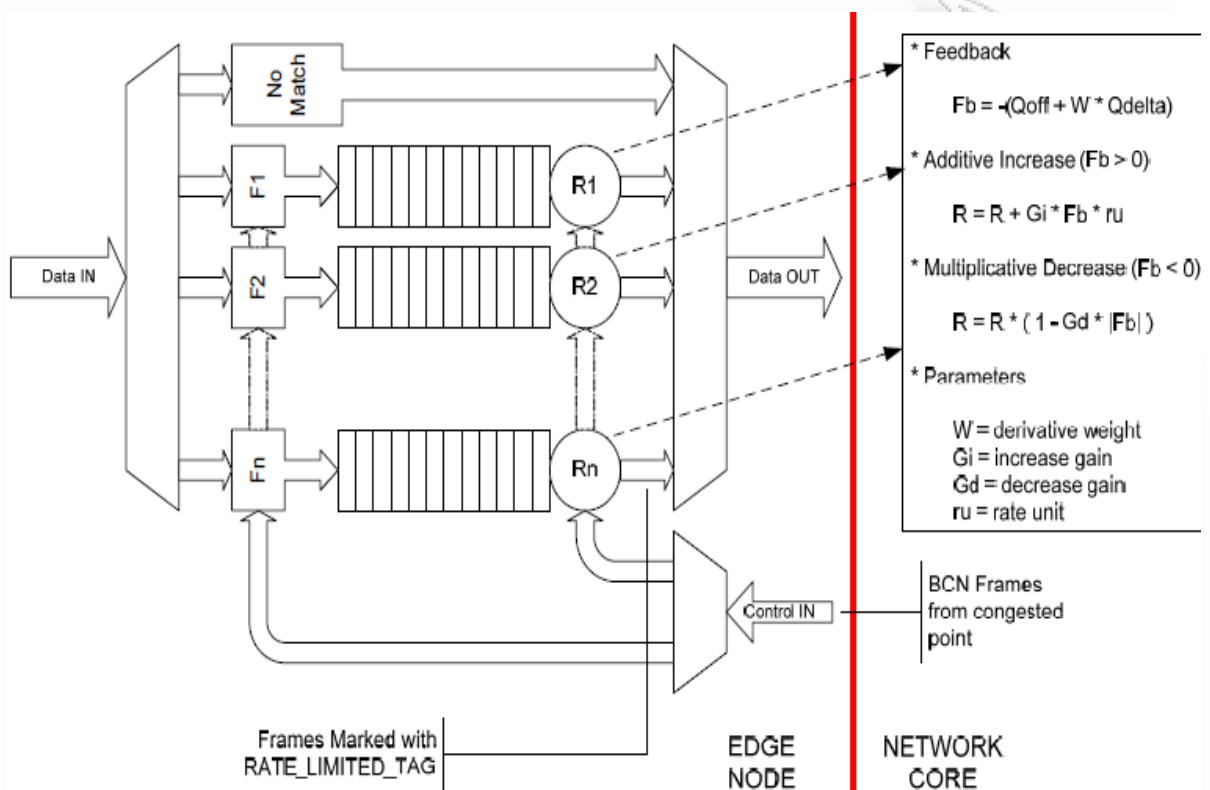 No
Match
F1
F2
Fn
R1
R2
Rn
Data IN
Data OUT
Control IN
* Feedback
Fb = -(Qoff + W * Qdelta)
* Additive Increase (Fb > 0)
R = R + Gi * Fb * ru
* Multiplicative Decrease (Fb < 0)
R = R * ( 1 - Gd * |Fb| )
* Parameters
W = derivative weight
Gi = increase gain
Gd = decrease gain
ru = rate unit
BCN Frames
from congested
point
Frames Marked with
RATE_LIMITED_TAG
EDGE
NODE
NETWORK
CORE